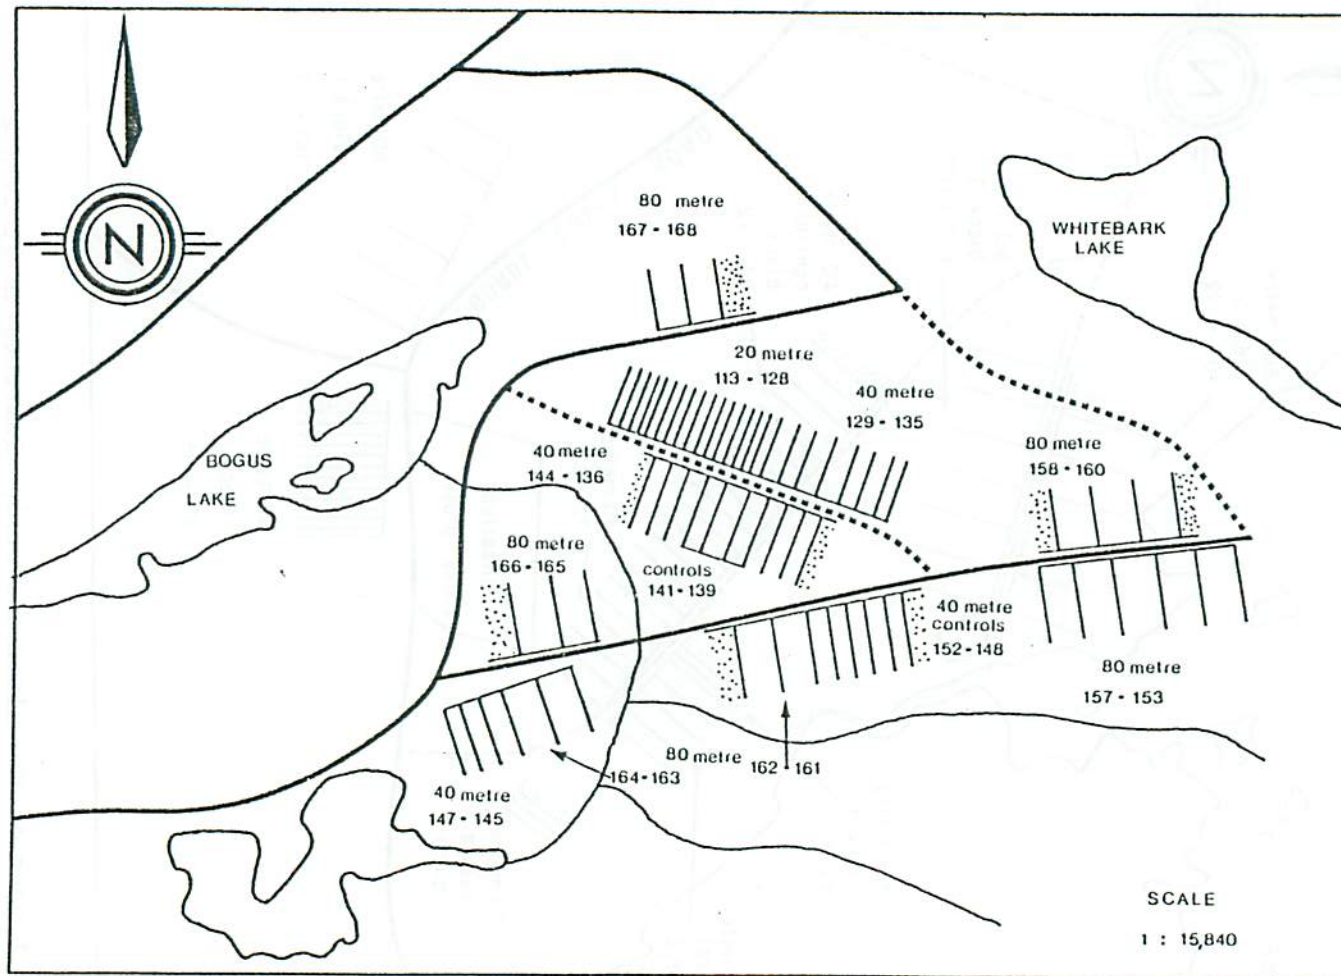 N
80 metre
167 - 168
WHITEBARK
LAKE
20 metre
113 - 128
40 metre
129 - 135
BOGUS
LAKE
40 metre
144 - 136
80 metre
158 - 160
80 metre
166 - 165
controls
141 - 139
40 metre
controls
152 - 148
80 metre
157 - 153
80 metre
164 - 163
162 - 161
40 metre
147 - 145
SCALE
1 : 15,840